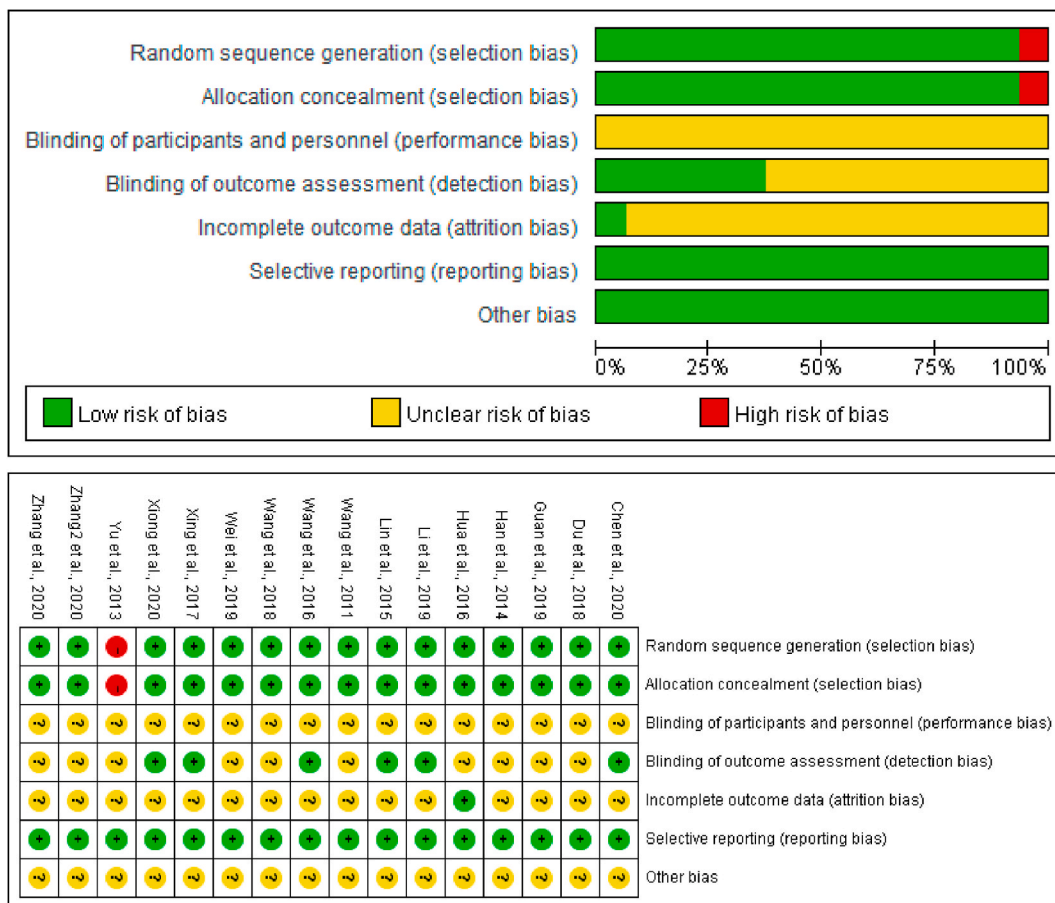 Random sequence generation (selection bias)
Allocation concealment (selection bias)
Blinding of participants and personnel (performance bias)
Blinding of outcome assessment (detection bias)
Incomplete outcome data (attrition bias)
Selective reporting (reporting bias)
Other bias
0% 25% 50% 75% 100%
Low risk of bias Unclear risk of bias High risk of bias
Zhang et al., 2020
Zhang2 et al., 2020
Yu et al., 2013
Xiong et al., 2020
Xing et al., 2017
Wei et al., 2019
Wang et al., 2018
Wang et al., 2016
Wang et al., 2011
Lin et al., 2015
Li et al., 2019
Hua et al., 2016
Han et al., 2014
Guan et al., 2019
Du et al., 2018
Chen et al., 2020
+ + - + + + + + + + + + + + + + Random sequence generation (selection bias)
+ + - + + + + + + + + + + + + + Allocation concealment (selection bias)
? ? ? ? ? ? ? ? ? ? ? ? ? ? ? ? Blinding of participants and personnel (performance bias)
? ? ? + + ? ? + ? + + ? ? ? ? + Blinding of outcome assessment (detection bias)
? ? ? ? ? ? ? ? ? ? ? + ? ? ? ? Incomplete outcome data (attrition bias)
+ + + + + + + + + + + + + + + + Selective reporting (reporting bias)
? ? ? ? ? ? ? ? ? ? ? ? ? ? ? ? Other bias